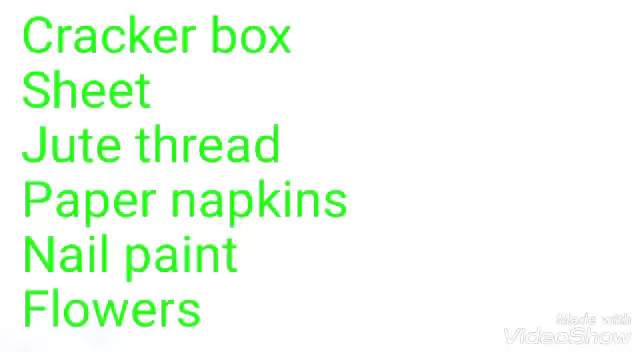 Cracker box
Sheet
Jute thread
Paper napkins
Nail paint
Flowers
Made with
VideoShow